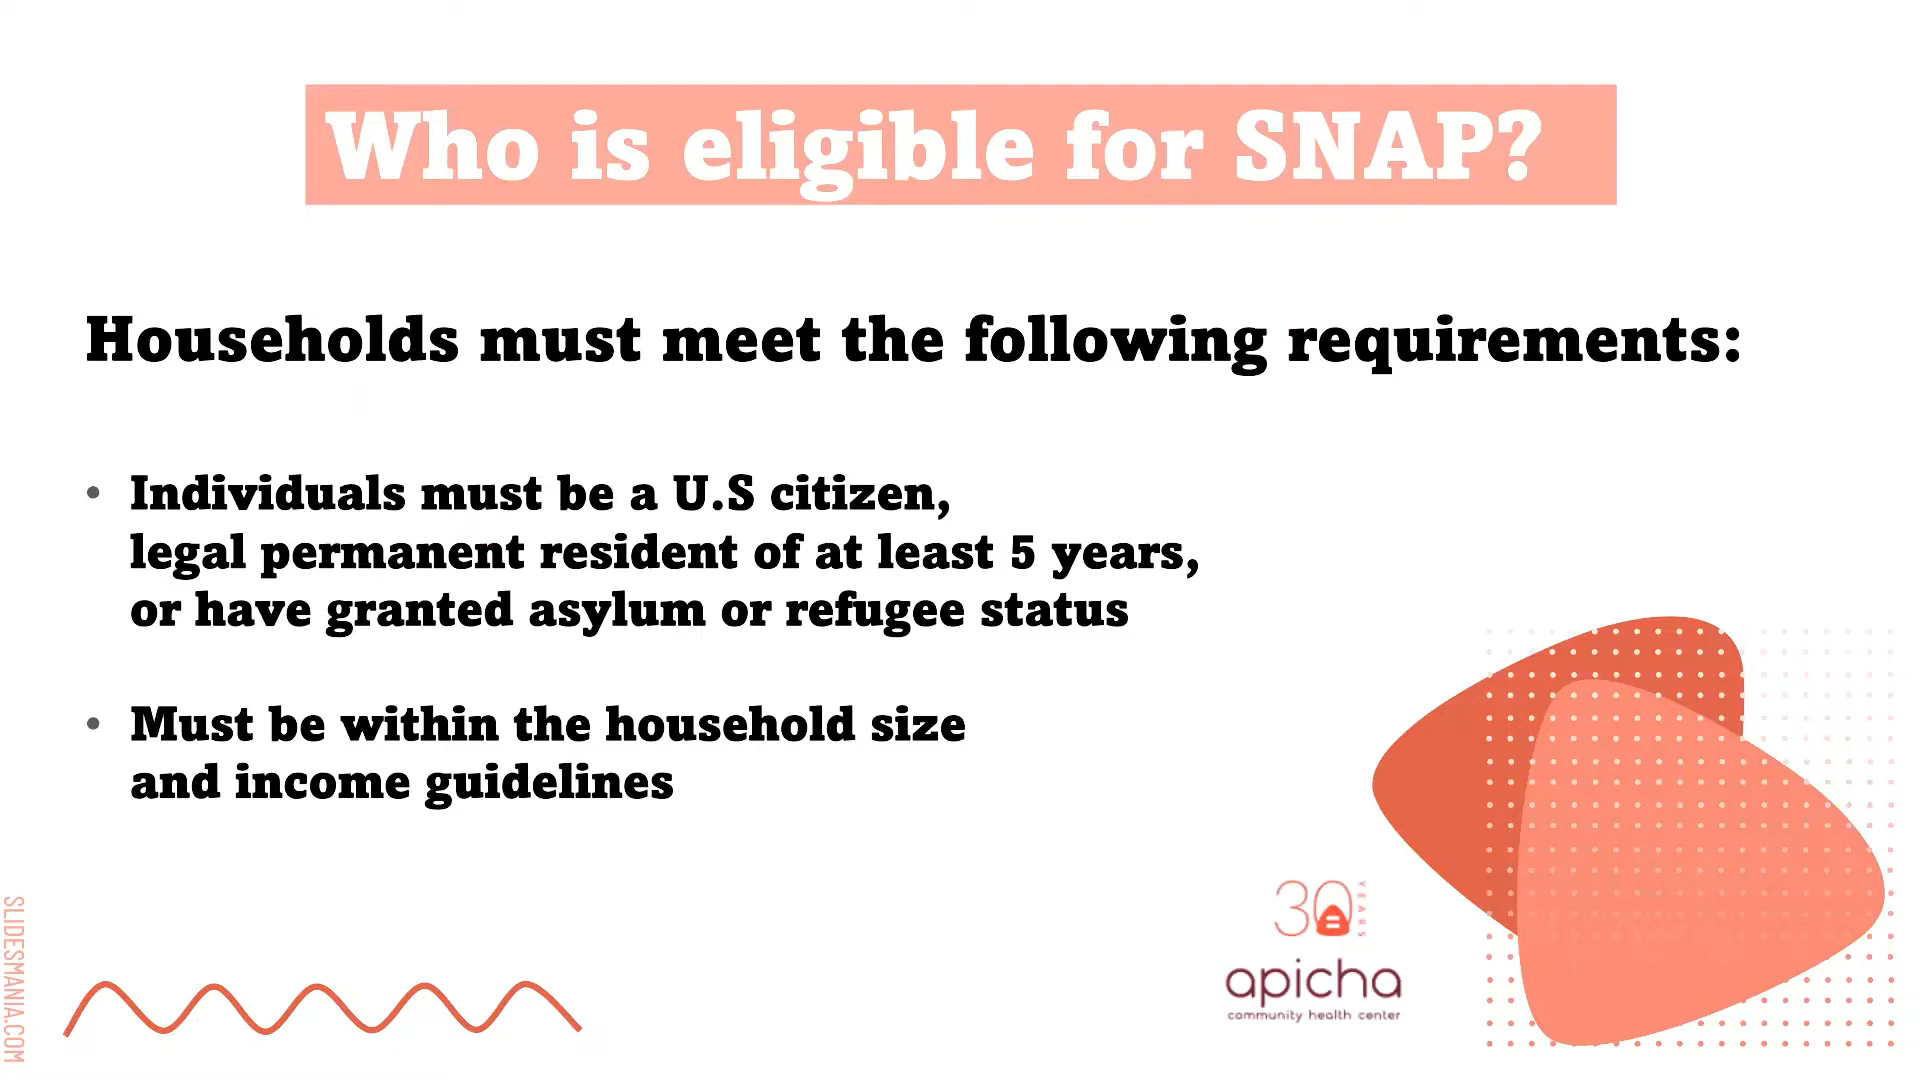 Who is eligible for SNAP?
Households must meet the following requirements:
• Individuals must be a U.S citizen,
legal permanent resident of at least 5 years,
or have granted asylum or refugee status
• Must be within the household size
and income guidelines
SLIDESMANIA.COM
30 YEARS
apicha
community health center